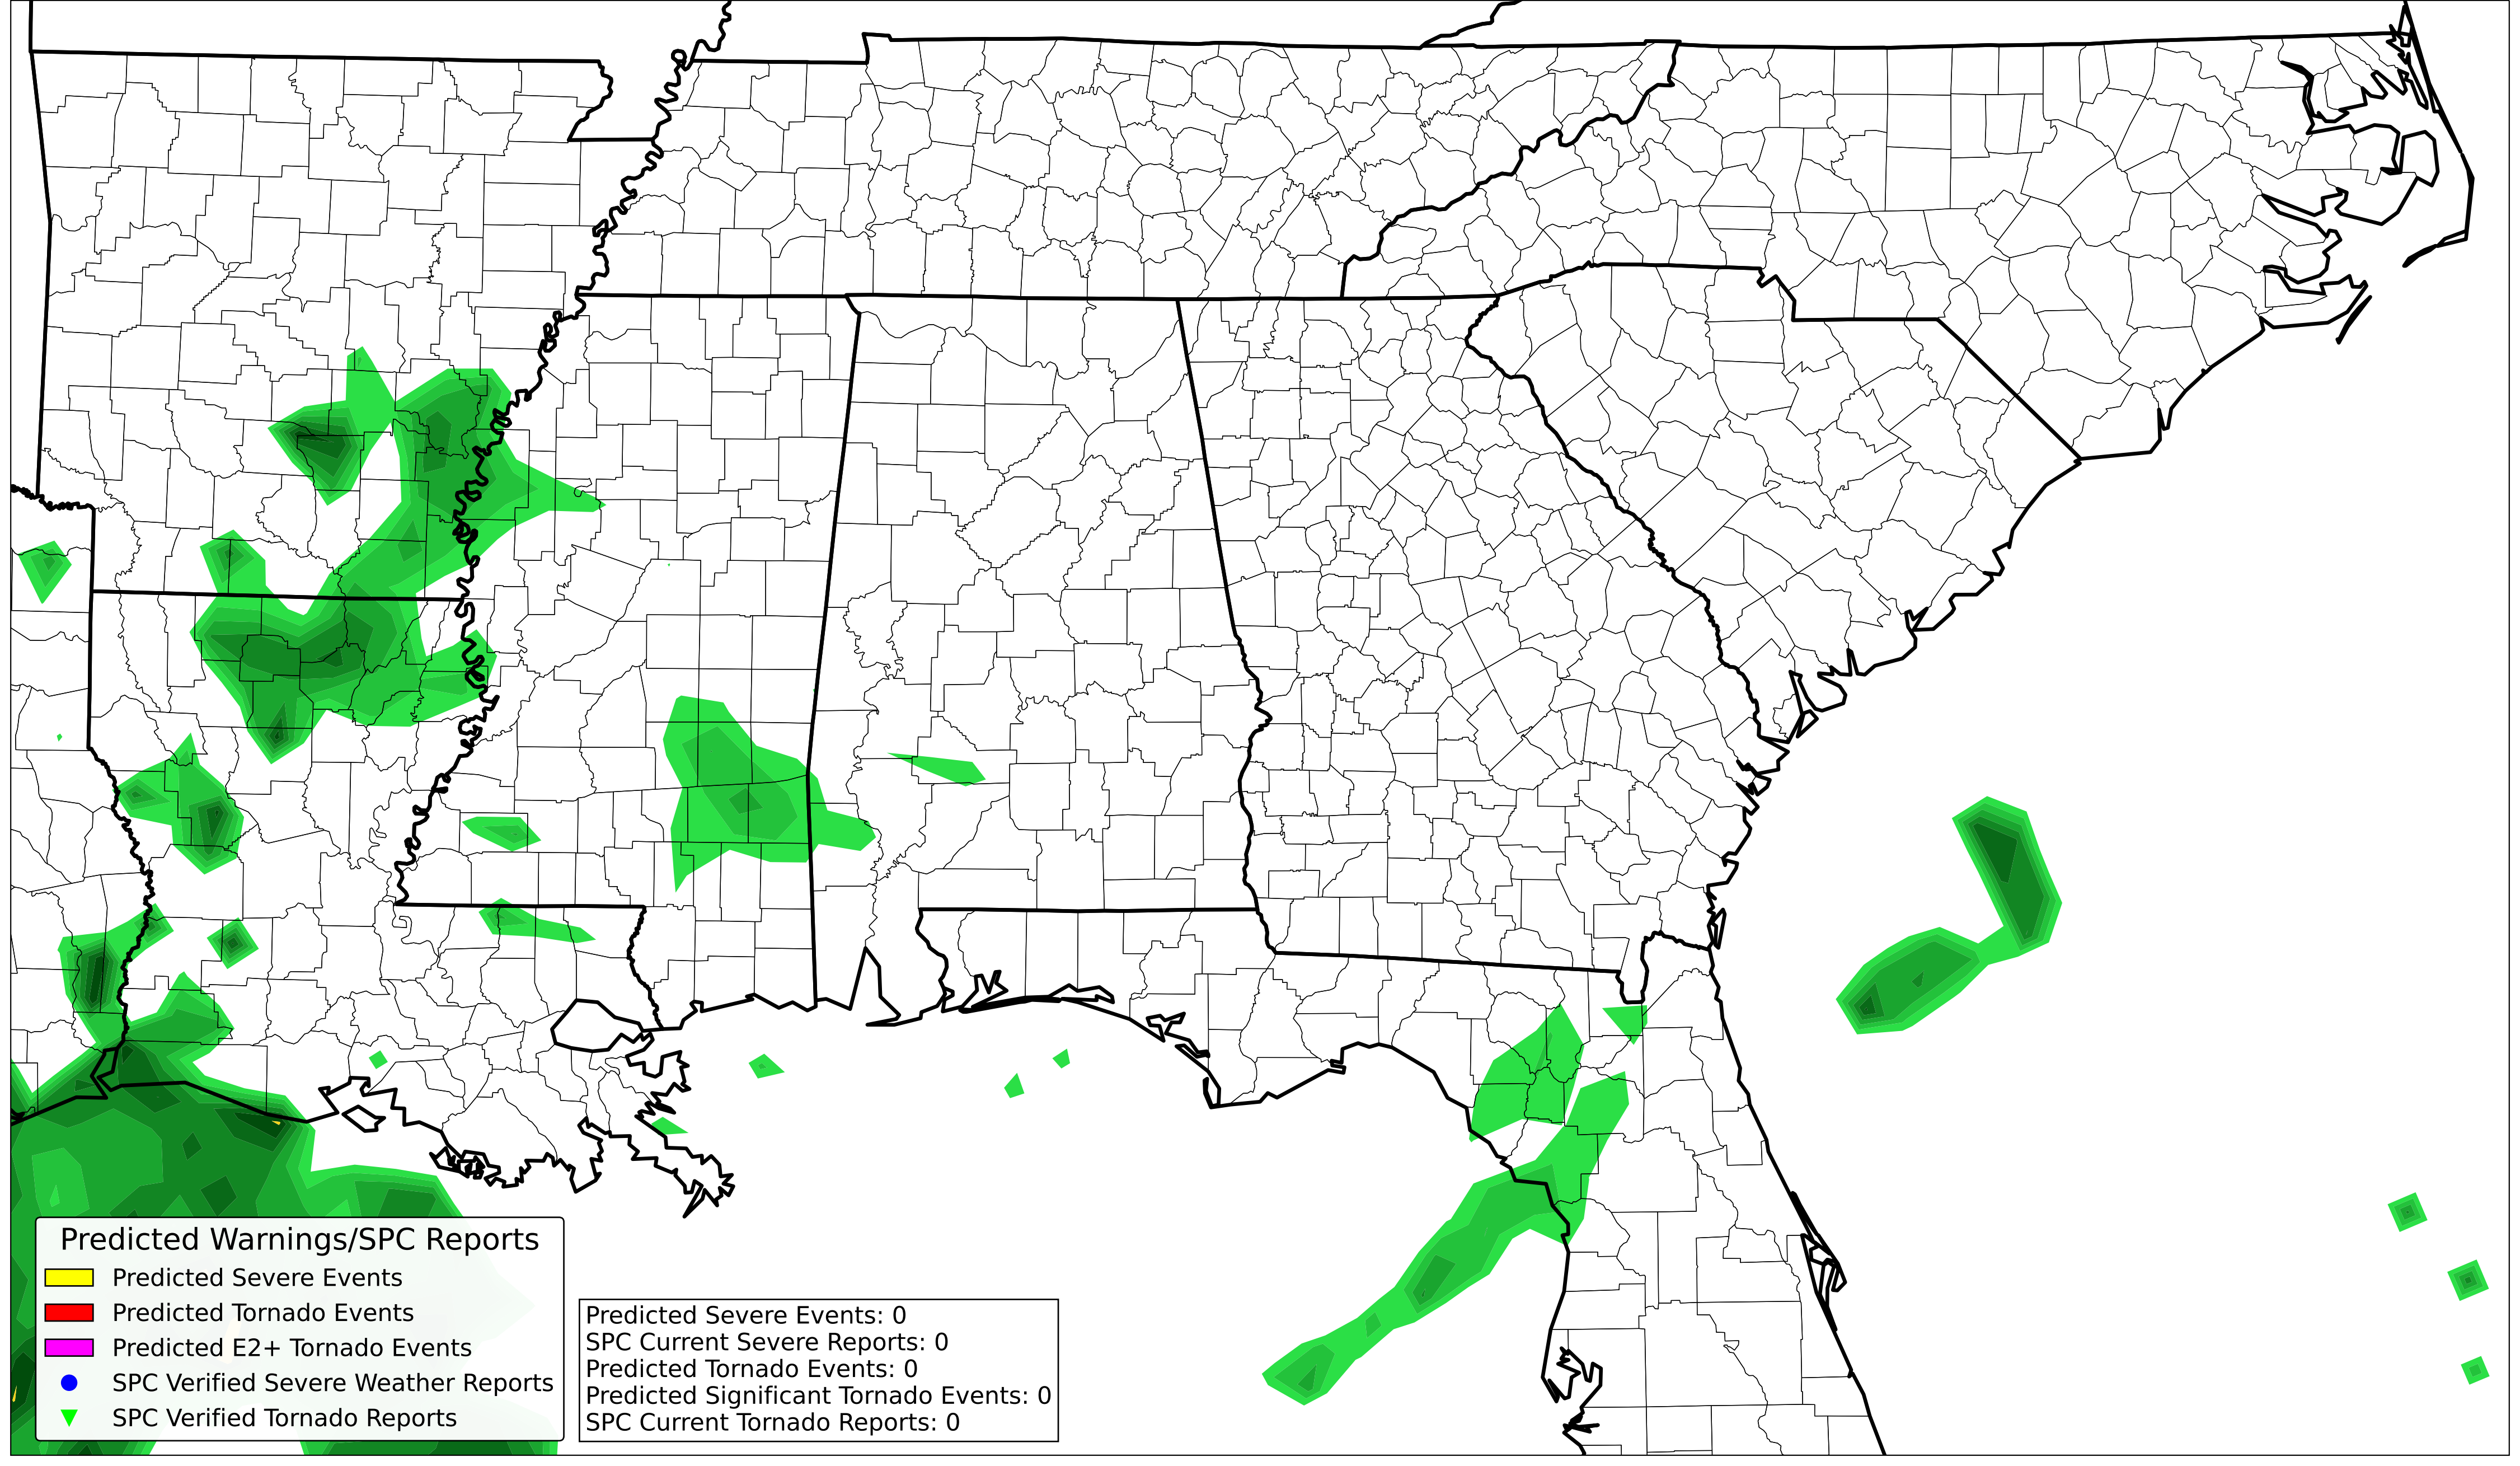 Predicted Warnings/SPC Reports
Predicted Severe Events
Predicted Tornado Events
Predicted E2+ Tornado Events
SPC Verified Severe Weather Reports
SPC Verified Tornado Reports
Predicted Severe Events: 0
SPC Current Severe Reports: 0
Predicted Tornado Events: 0
Predicted Significant Tornado Events: 0
SPC Current Tornado Reports: 0